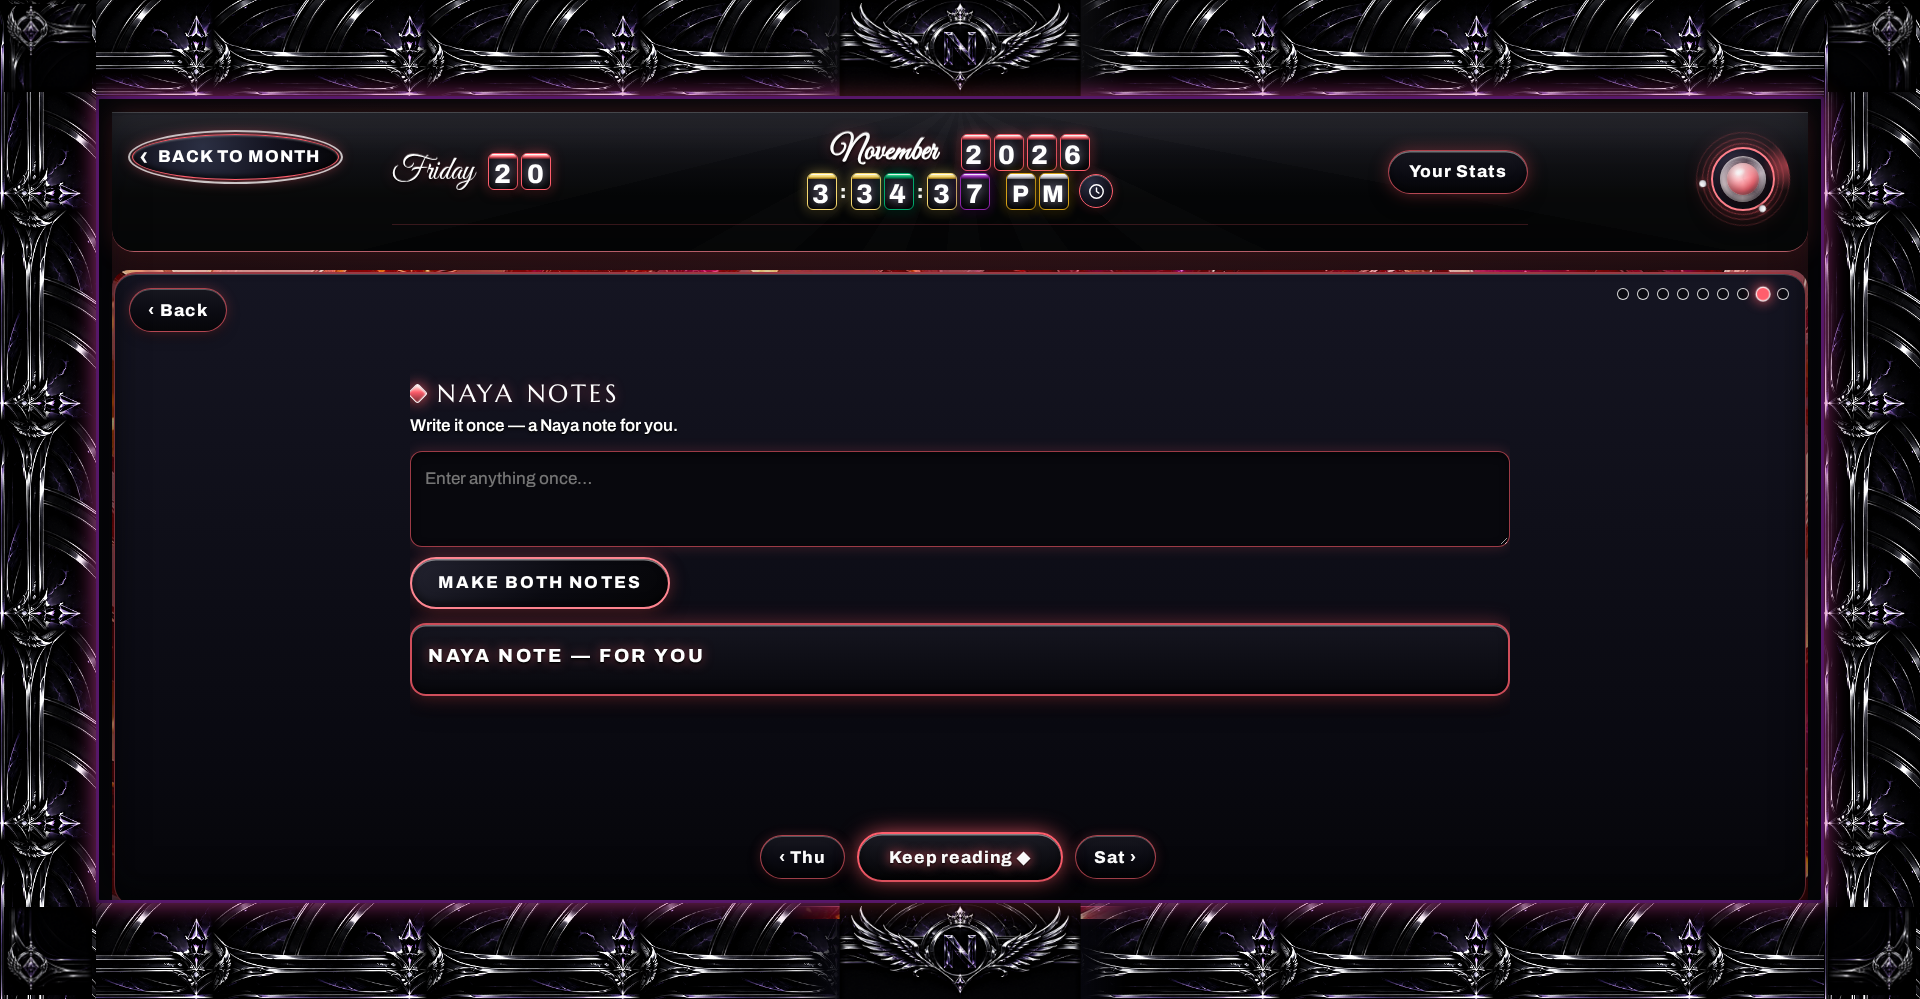 N
‹ BACK TO MONTH
Friday 20
November 2026
3:34:37 PM
Your Stats
‹ Back
NAYA NOTES
Write it once — a Naya note for you.
Enter anything once...
MAKE BOTH NOTES
NAYA NOTE — FOR YOU
‹ Thu
Keep reading ◆
Sat ›
N